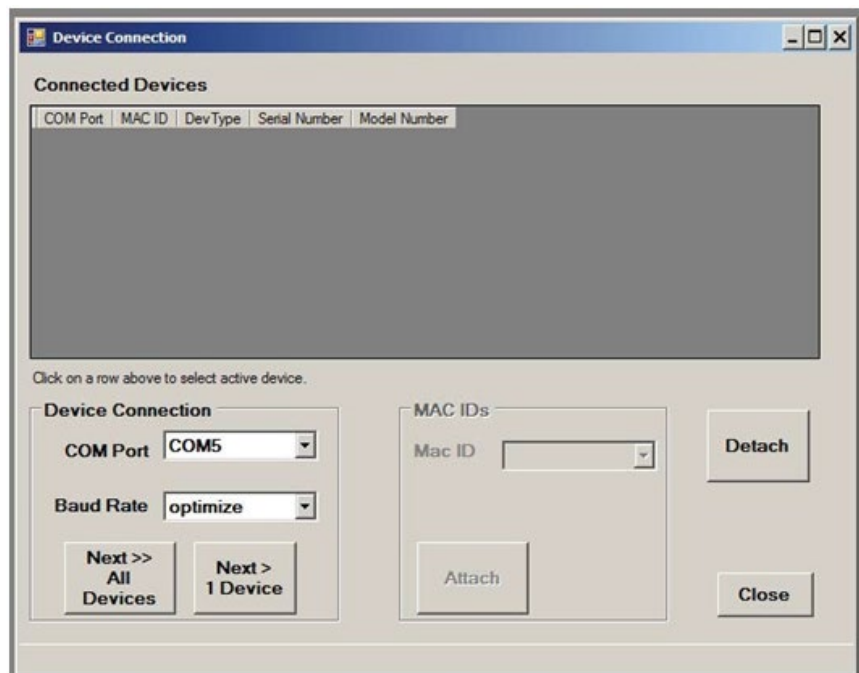 Device Connection
Connected Devices
COM Port MAC ID DevType Serial Number Model Number
Click on a row above to select active device.
Device Connection
COM Port COM5
Baud Rate optimize
Next >>
All
Devices
Next >
1 Device
MAC IDs
Mac ID
Attach
Detach
Close